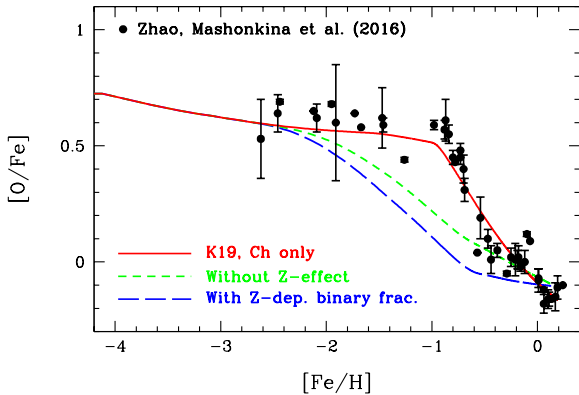 1
Zhao, Mashonkina et al. (2016)
[O/Fe]
0.5
K19, Ch only
0
Without Z-effect
With Z-dep. binary frac.
−4
−3
−2
−1
0
[Fe/H]